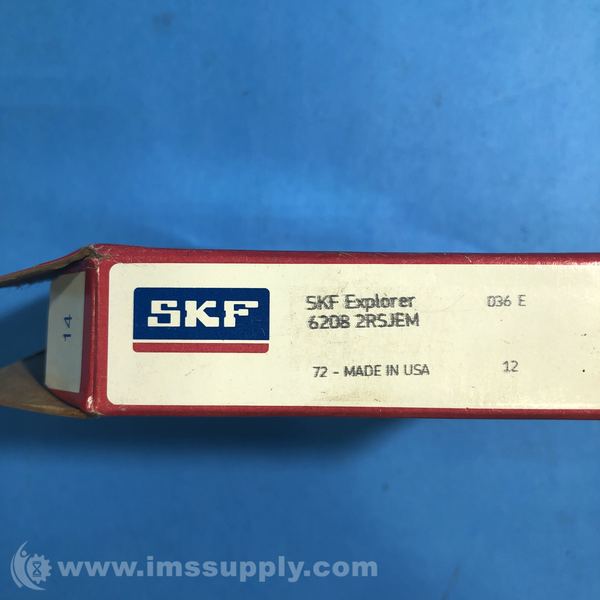 14
SKF
SKF Explorer 036 E
6208 2RSJEM
72 - MADE IN USA 12
www.imssupply.com